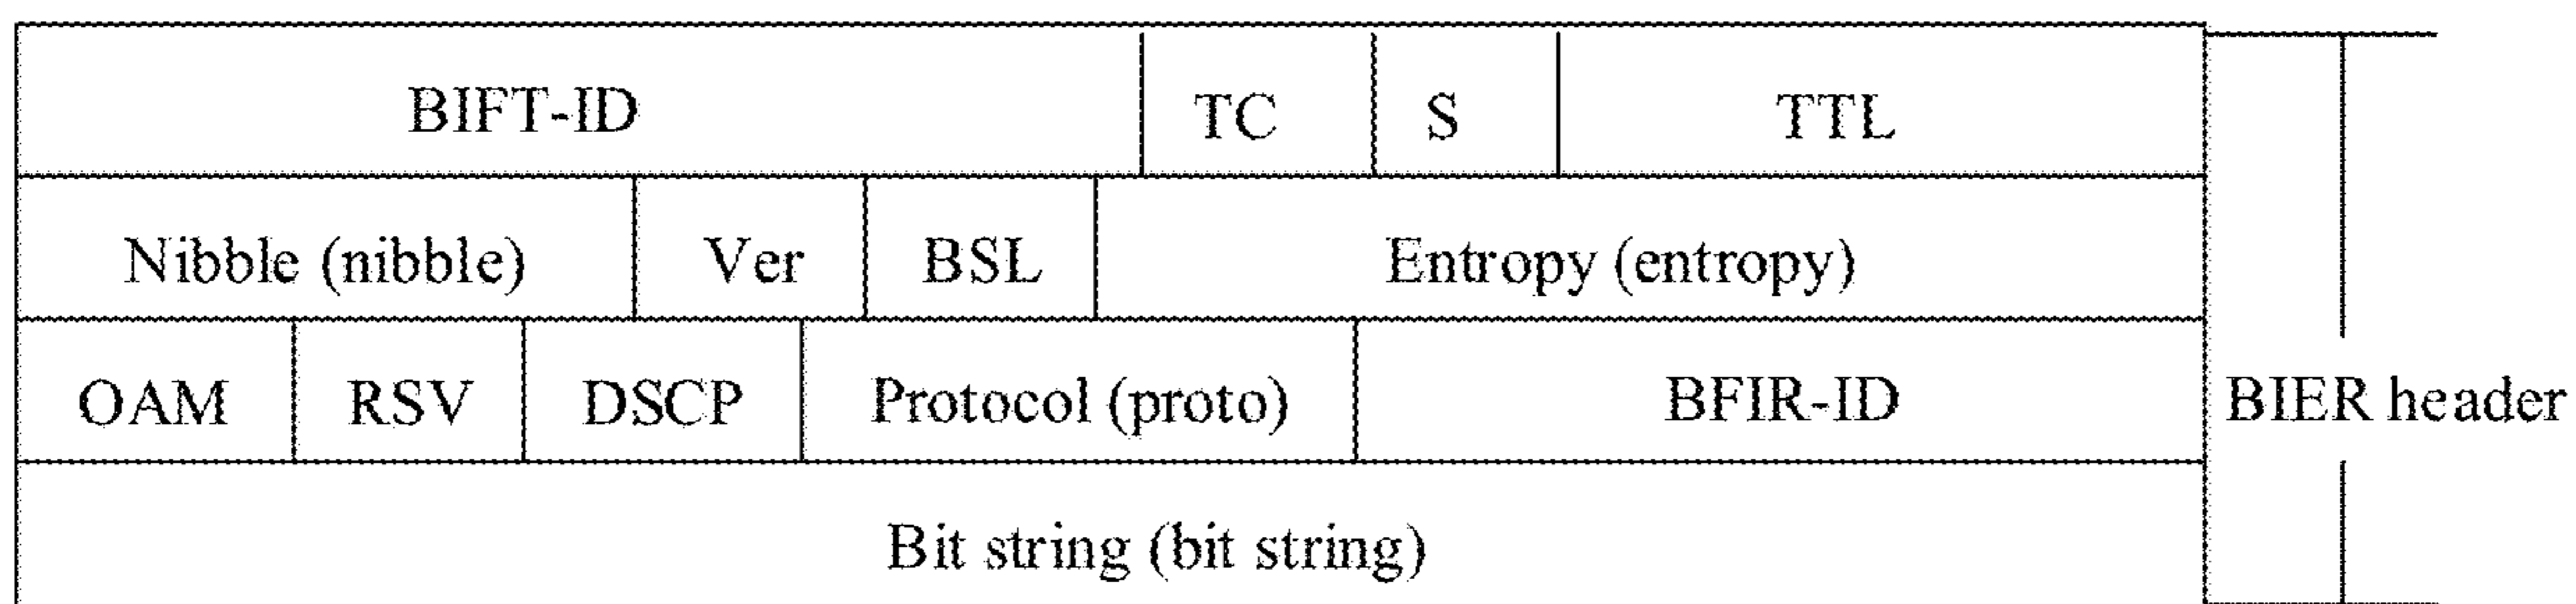 BIFT-ID TC S TTL
Nibble (nibble) Ver BSL Entropy (entropy)
OAM RSV DSCP Protocol (proto) BFIR-ID BIER header
Bit string (bit string)